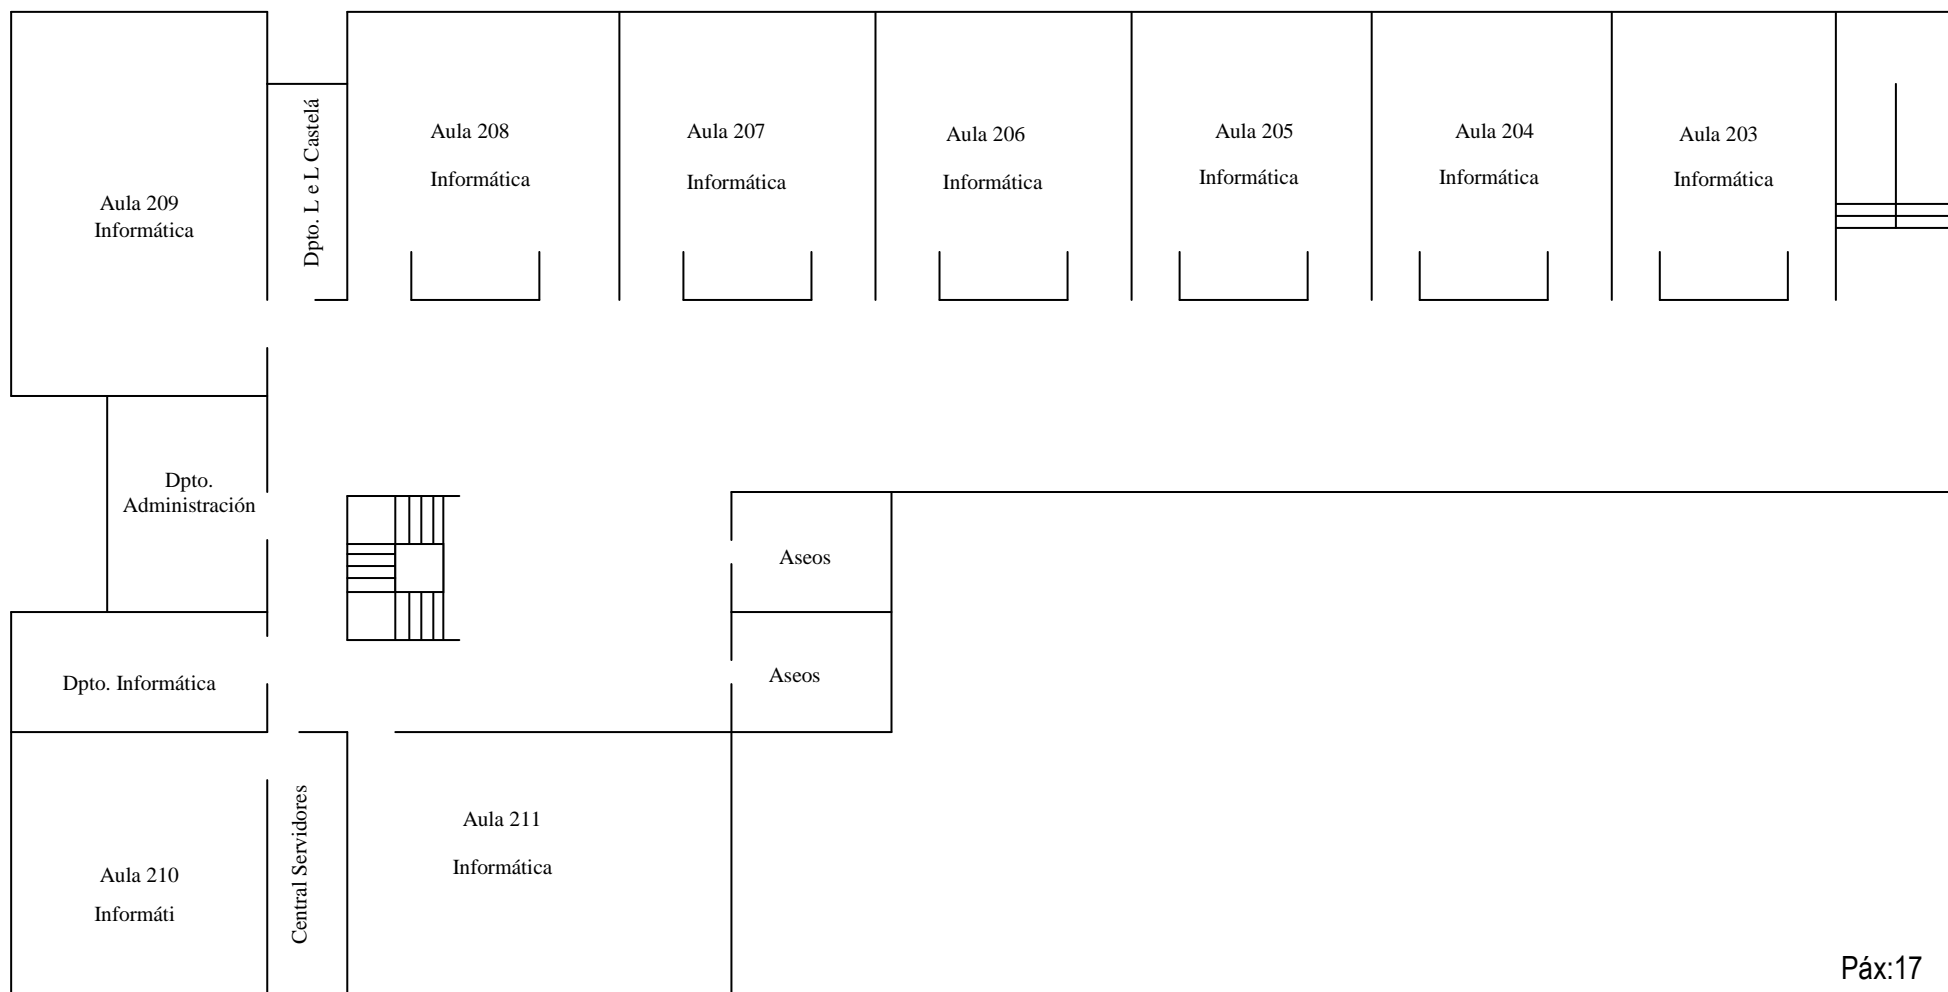 Aula 209
Informática
Dpto. L e L Castelá
Aula 208
Informática
Aula 207
Informática
Aula 206
Informática
Aula 205
Informática
Aula 204
Informática
Aula 203
Informática
Dpto.
Administración
Aseos
Aseos
Dpto. Informática
Aula 210
Informáti
Central Servidores
Aula 211
Informática
Páx:17